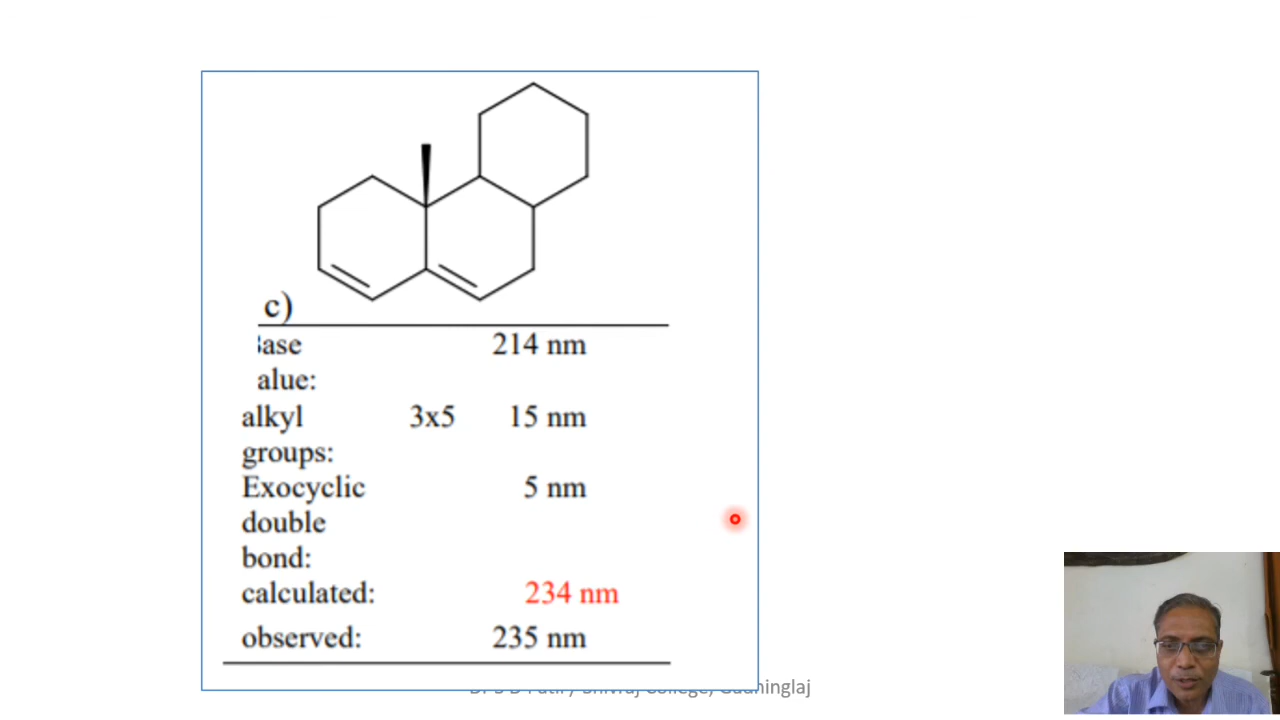 c)
ase 214 nm
alue:
alkyl 3x5 15 nm
groups:
Exocyclic 5 nm
double
bond:
calculated: 234 nm
observed: 235 nm
College,